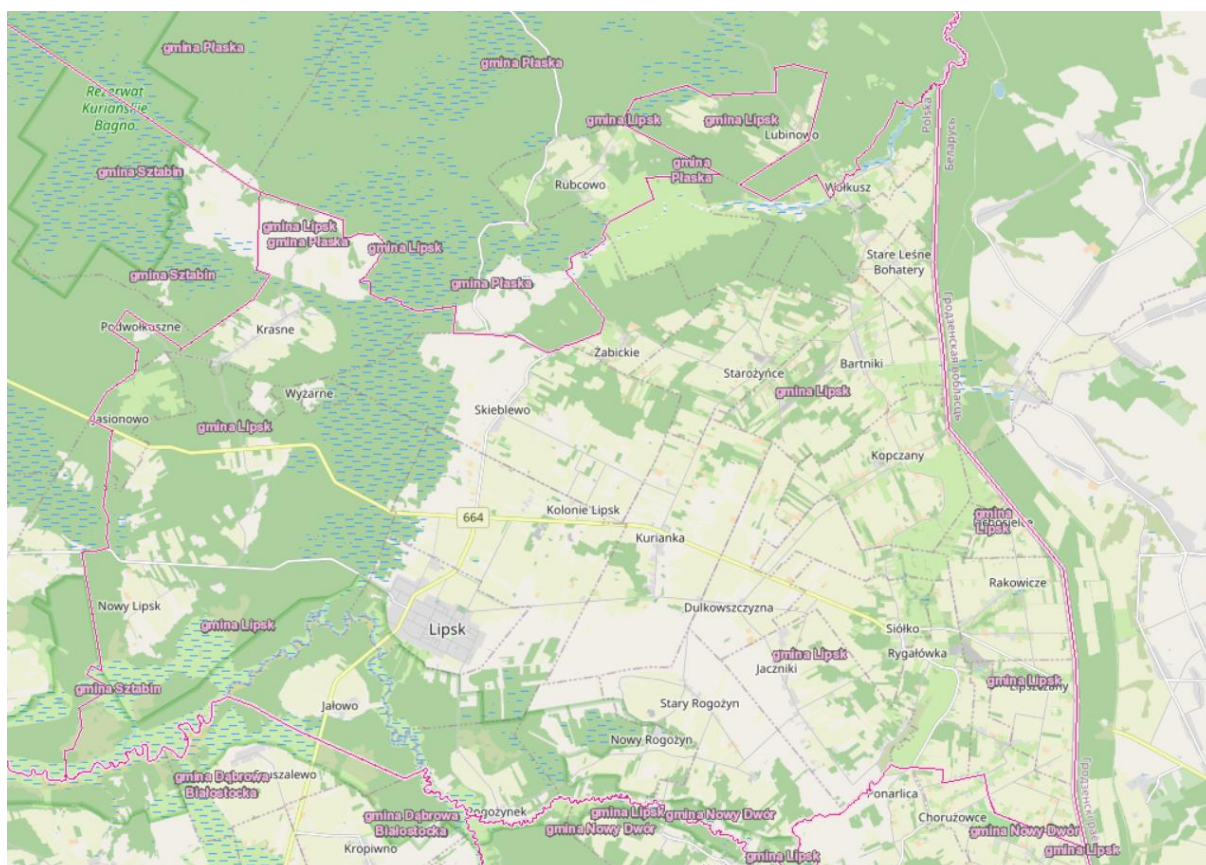 gmina Płaska
gmina Płaska
Rezerwat
Kuriańskie
Bagno
gmina Lipsk
gmina Lipsk
Lubinowo
Polska
Беларусь
gmina Sztabin
gmina
Płaska
Rubcowo
Wołkusz
gmina Lipsk
gmina Płaska
gmina Lipsk
Stare Leśne
Bohatery
gmina Sztabin
gmina Płaska
Гродзенская вобласць
Podwołkuszne
Krasne
Żabickie
Bartniki
Starożyńce
gmina Lipsk
Wyżarne
Skieblewo
Jasionowo
gmina Lipsk
Kopczany
664
Kolonie Lipsk
gmina
Lipsk
Kurianka
Rakowicze
Nowy Lipsk
Dulkowszczyzna
gmina Lipsk
Lipsk
Siółko
Rygałówka
gmina Lipsk
Jaczniki
gmina Lipsk
Lipszczany
gmina Sztabin
Jałowo
Stary Rogożyn
Nowy Rogożyn
gmina Dąbrowa
Białostocka
Ponarlica
gmina Dąbrowa
Białostocka
gmina Lipsk
gmina Nowy Dwór
gmina Nowy Dwór
Chorużowce
gmina Nowy Dwór
Kropiwno
gmina Lipsk
gmina Lipsk